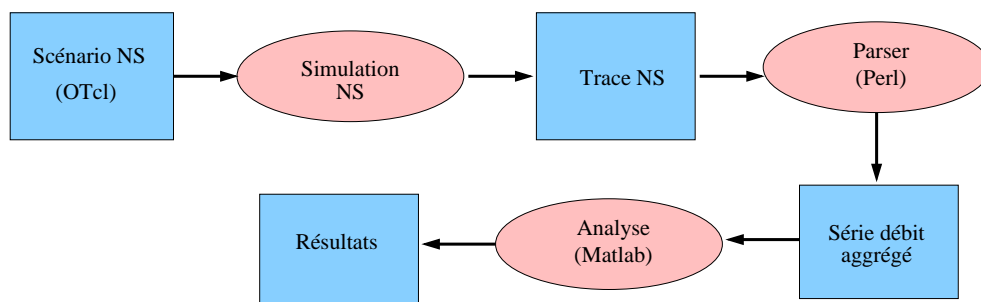 Scénario NS
(OTcl)
Simulation
NS
Trace NS
Parser
(Perl)
Résultats
Analyse
(Matlab)
Série débit
aggrégé